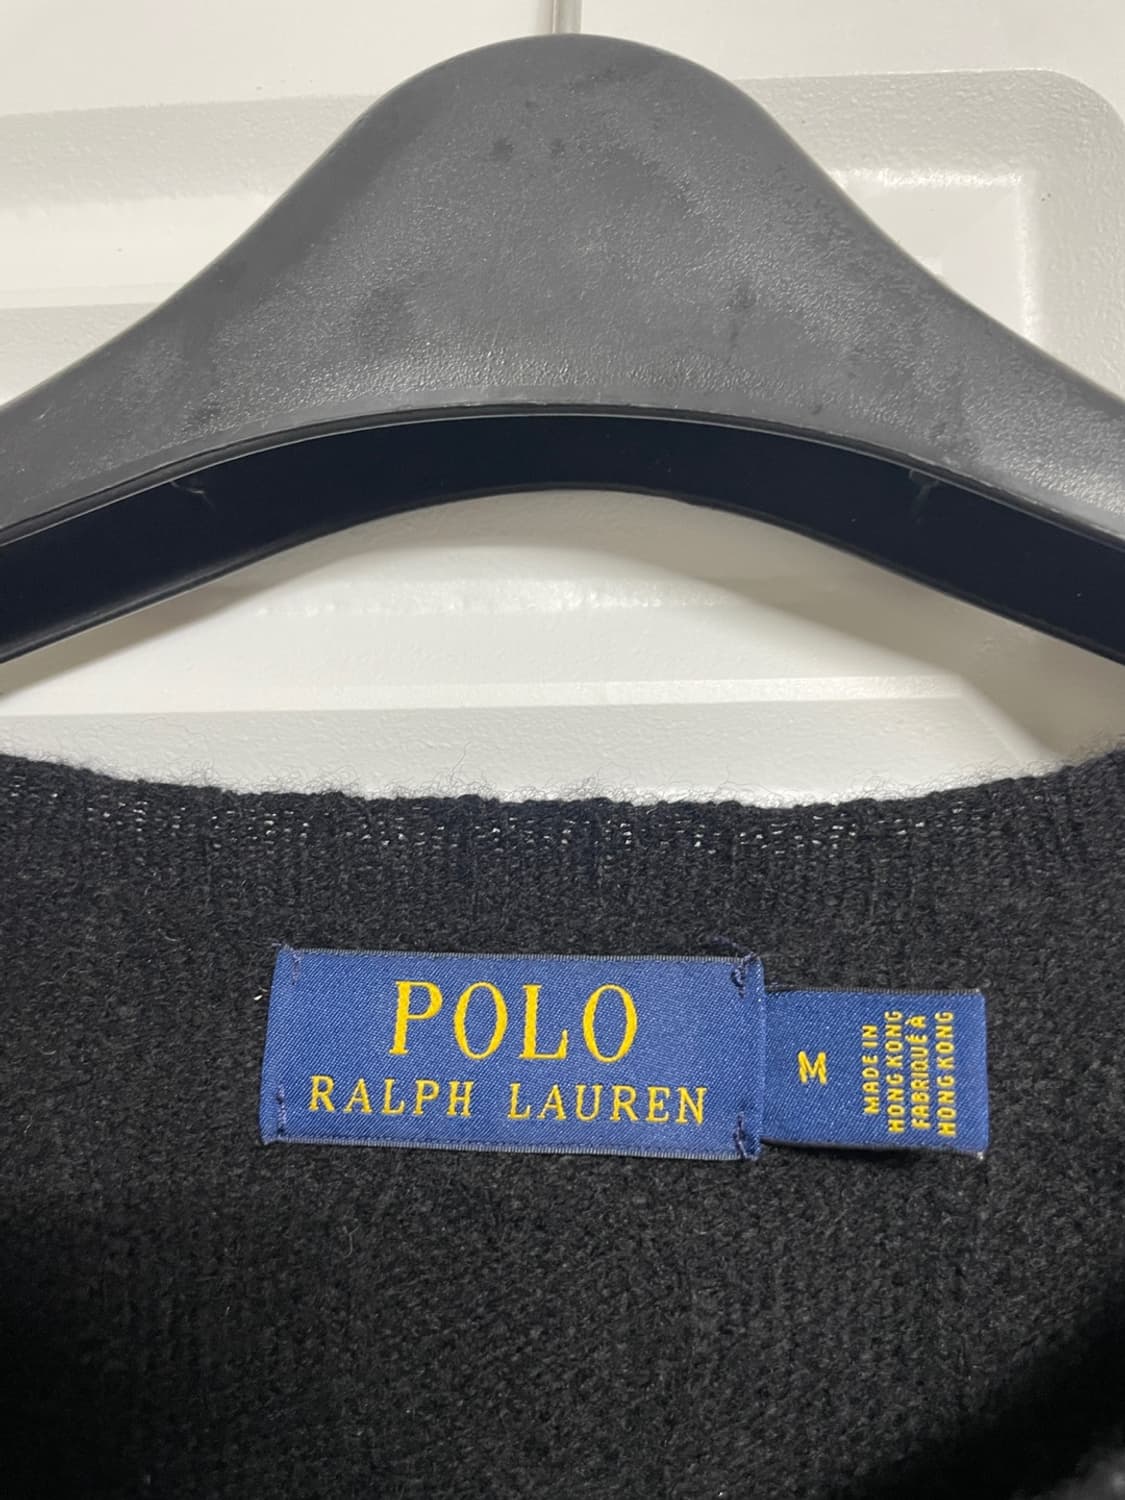 POLO
RALPH LAUREN
M
MADE IN
HONG KONG
FABRIQUÉ À
HONG KONG